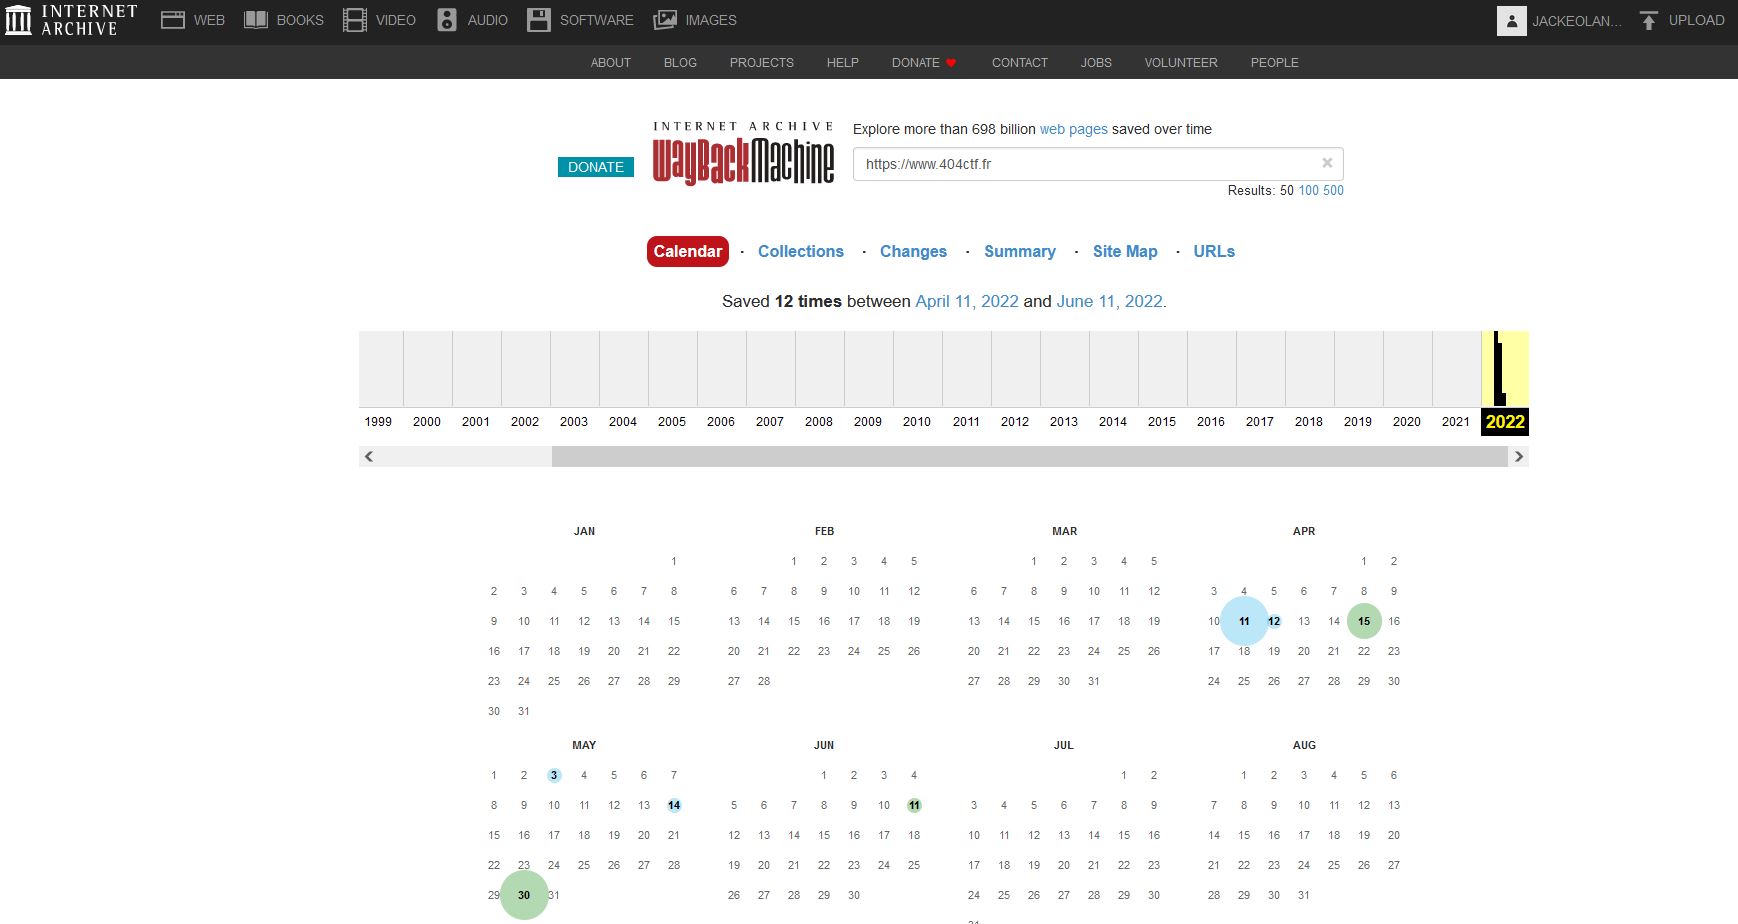 INTERNET ARCHIVE WEB BOOKS VIDEO AUDIO SOFTWARE IMAGES JACKEOLAN... UPLOAD
ABOUT BLOG PROJECTS HELP DONATE CONTACT JOBS VOLUNTEER PEOPLE
INTERNET ARCHIVE
WayBackMachine
DONATE
Explore more than 698 billion web pages saved over time
https://www.404ctf.fr
Results: 50 100 500
Calendar · Collections · Changes · Summary · Site Map · URLs
Saved 12 times between April 11, 2022 and June 11, 2022.
1999 2000 2001 2002 2003 2004 2005 2006 2007 2008 2009 2010 2011 2012 2013 2014 2015 2016 2017 2018 2019 2020 2021 2022
JAN
1
2 3 4 5 6 7 8
9 10 11 12 13 14 15
16 17 18 19 20 21 22
23 24 25 26 27 28 29
30 31
FEB
1 2 3 4 5
6 7 8 9 10 11 12
13 14 15 16 17 18 19
20 21 22 23 24 25 26
27 28
MAR
1 2 3 4 5
6 7 8 9 10 11 12
13 14 15 16 17 18 19
20 21 22 23 24 25 26
27 28 29 30 31
APR
1 2
3 4 5 6 7 8 9
10 11 12 13 14 15 16
17 18 19 20 21 22 23
24 25 26 27 28 29 30
MAY
1 2 3 4 5 6 7
8 9 10 11 12 13 14
15 16 17 18 19 20 21
22 23 24 25 26 27 28
29 30 31
JUN
1 2 3 4
5 6 7 8 9 10 11
12 13 14 15 16 17 18
19 20 21 22 23 24 25
26 27 28 29 30
JUL
1 2
3 4 5 6 7 8 9
10 11 12 13 14 15 16
17 18 19 20 21 22 23
24 25 26 27 28 29 30
AUG
1 2 3 4 5 6
7 8 9 10 11 12 13
14 15 16 17 18 19 20
21 22 23 24 25 26 27
28 29 30 31